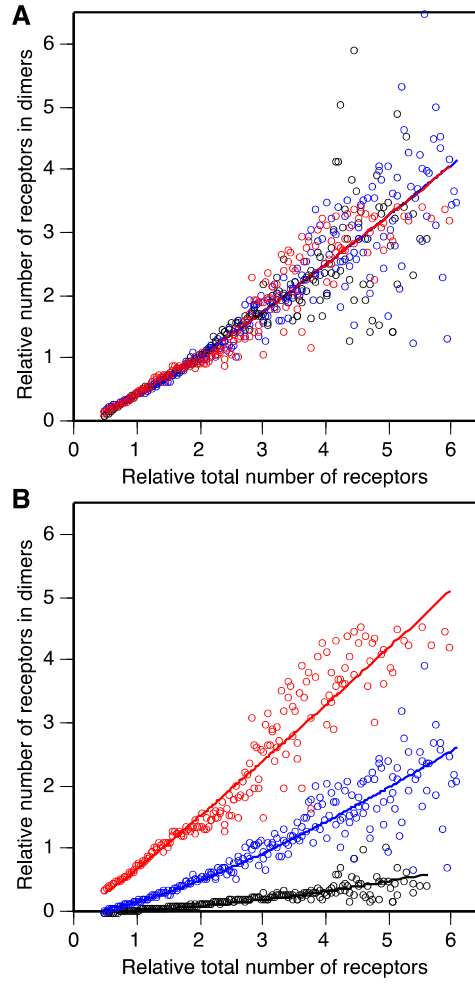 A
Relative number of receptors in dimers
6
5
4
3
2
1
0
1 2 3 4 5 6
Relative total number of receptors
B
Relative number of receptors in dimers
6
5
4
3
2
1
0
1 2 3 4 5 6
Relative total number of receptors